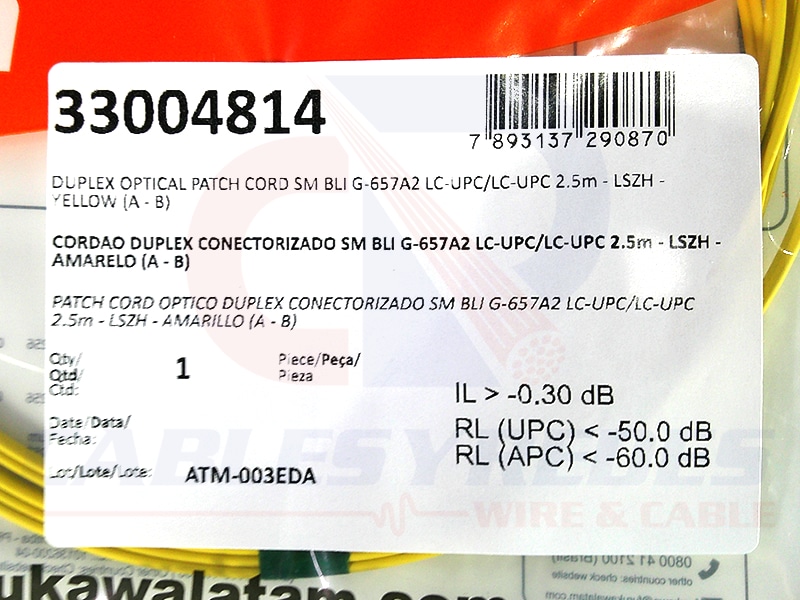 33004814
7 893137 290870
DUPLEX OPTICAL PATCH CORD SM BLI G-657A2 LC-UPC/LC-UPC 2.5m - LSZH -
YELLOW (A - B)
CORDAO DUPLEX CONECTORIZADO SM BLI G-657A2 LC-UPC/LC-UPC 2.5m - LSZH -
AMARELO (A - B)
PATCH CORD OPTICO DUPLEX CONECTORIZADO SM BLI G-657A2 LC-UPC/LC-UPC
2.5m - LSZH - AMARILLO (A - B)
Qty/
Qtd/
Ctd:
1
Piece/Peça/
Pieza
IL > -0.30 dB
RL (UPC) < -50.0 dB
RL (APC) < -60.0 dB
Date/Data/
Fecha:
Lot/Lote/Lote:
ATM-003EDA
CABLES Y REDES
WIRE & CABLE
0800 41 2100 (Brasil)
other countries: check website
ukawalatam.com